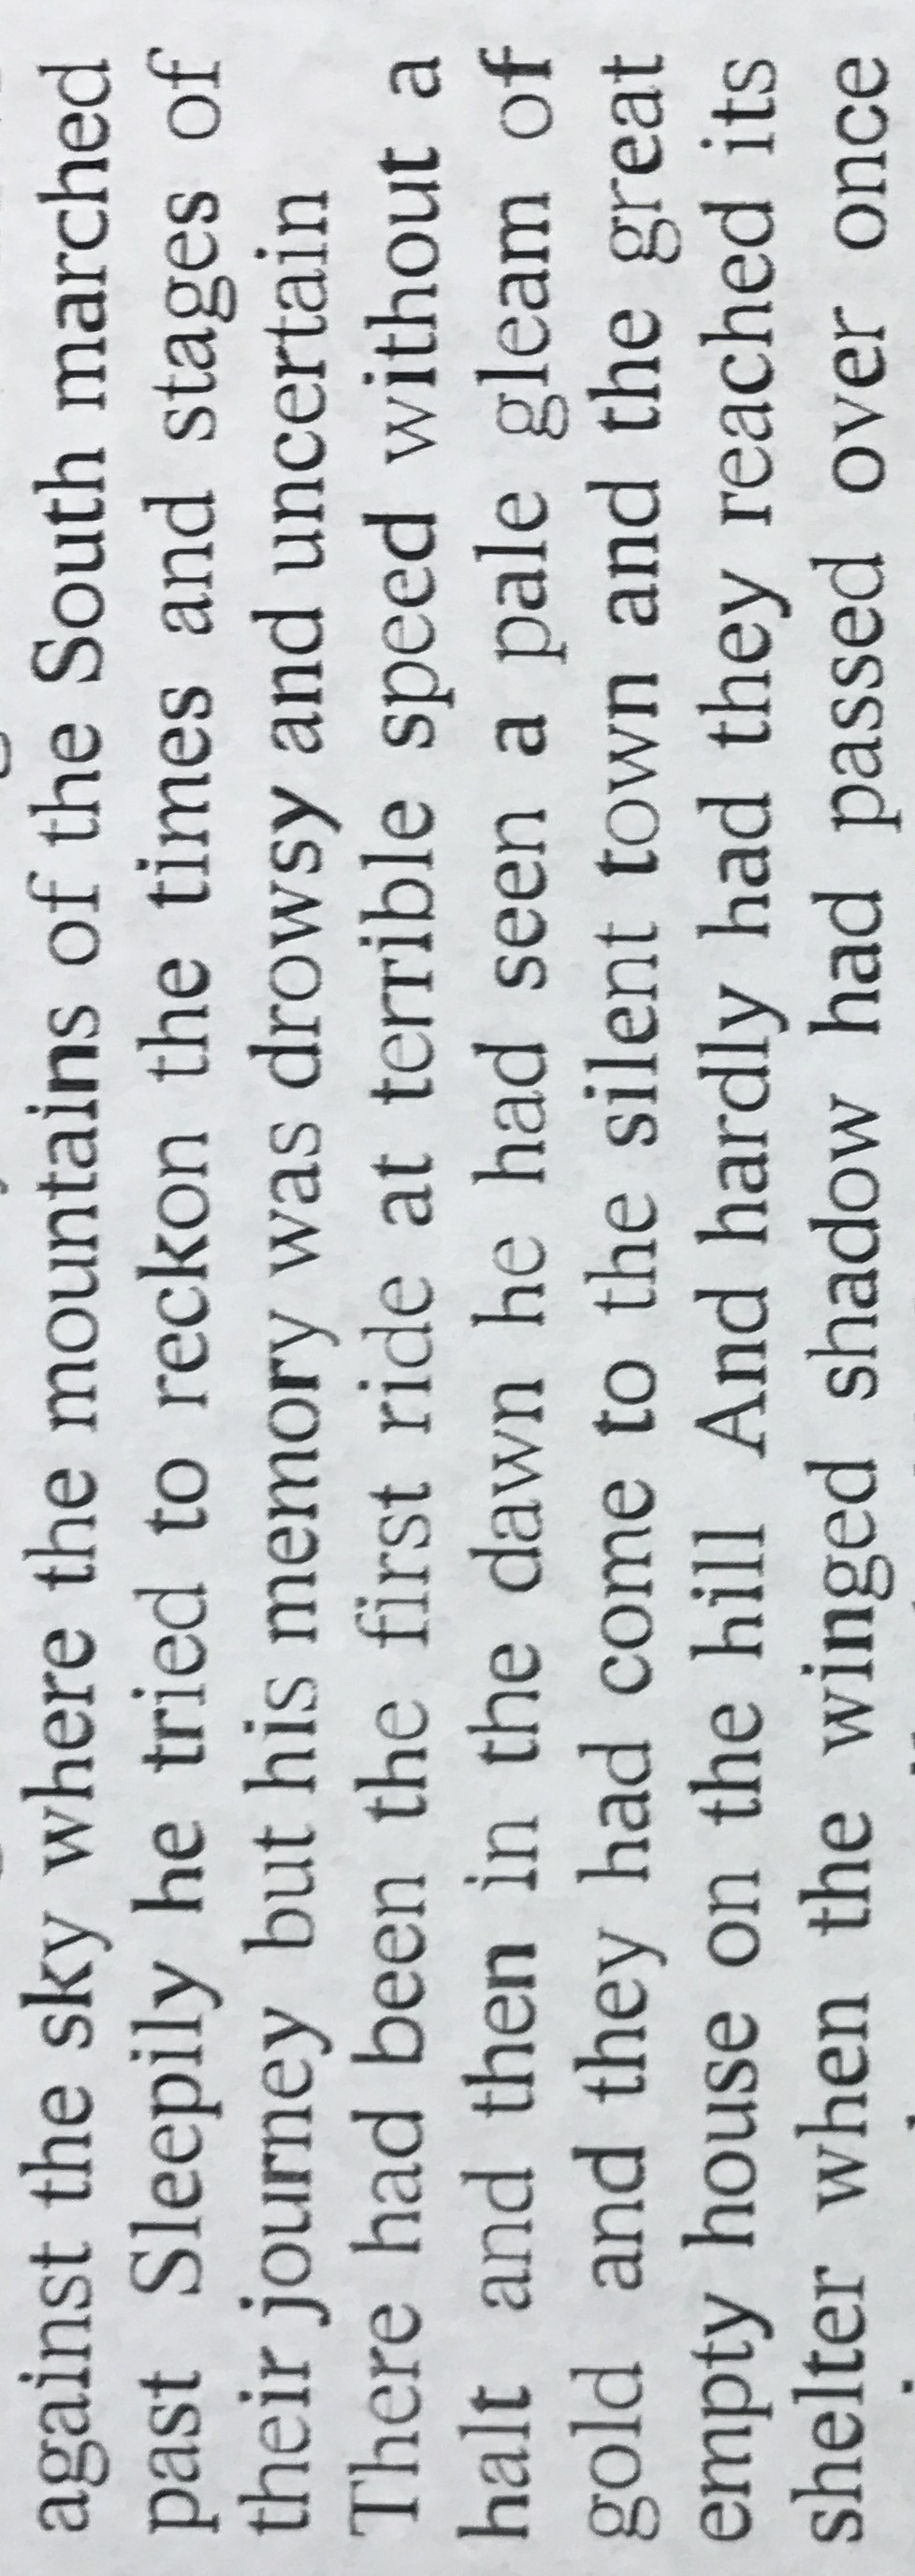 against the sky where the mountains of the South marched
past Sleepily he tried to reckon the times and stages of
their journey but his memory was drowsy and uncertain
There had been the first ride at terrible speed without a
halt and then in the dawn he had seen a pale gleam of
gold and they had come to the silent town and the great
empty house on the hill And hardly had they reached its
shelter when the winged shadow had passed over once